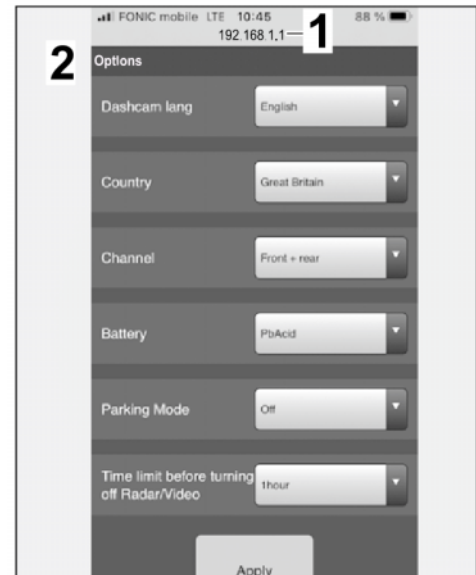 FONIC mobile LTE 10:45 88 %
192.168.1.1 1
2 Options
Dashcam lang English
Country Great Britain
Channel Front + rear
Battery PbAcid
Parking Mode Off
Time limit before turning
off Radar/Video 1hour
Apply